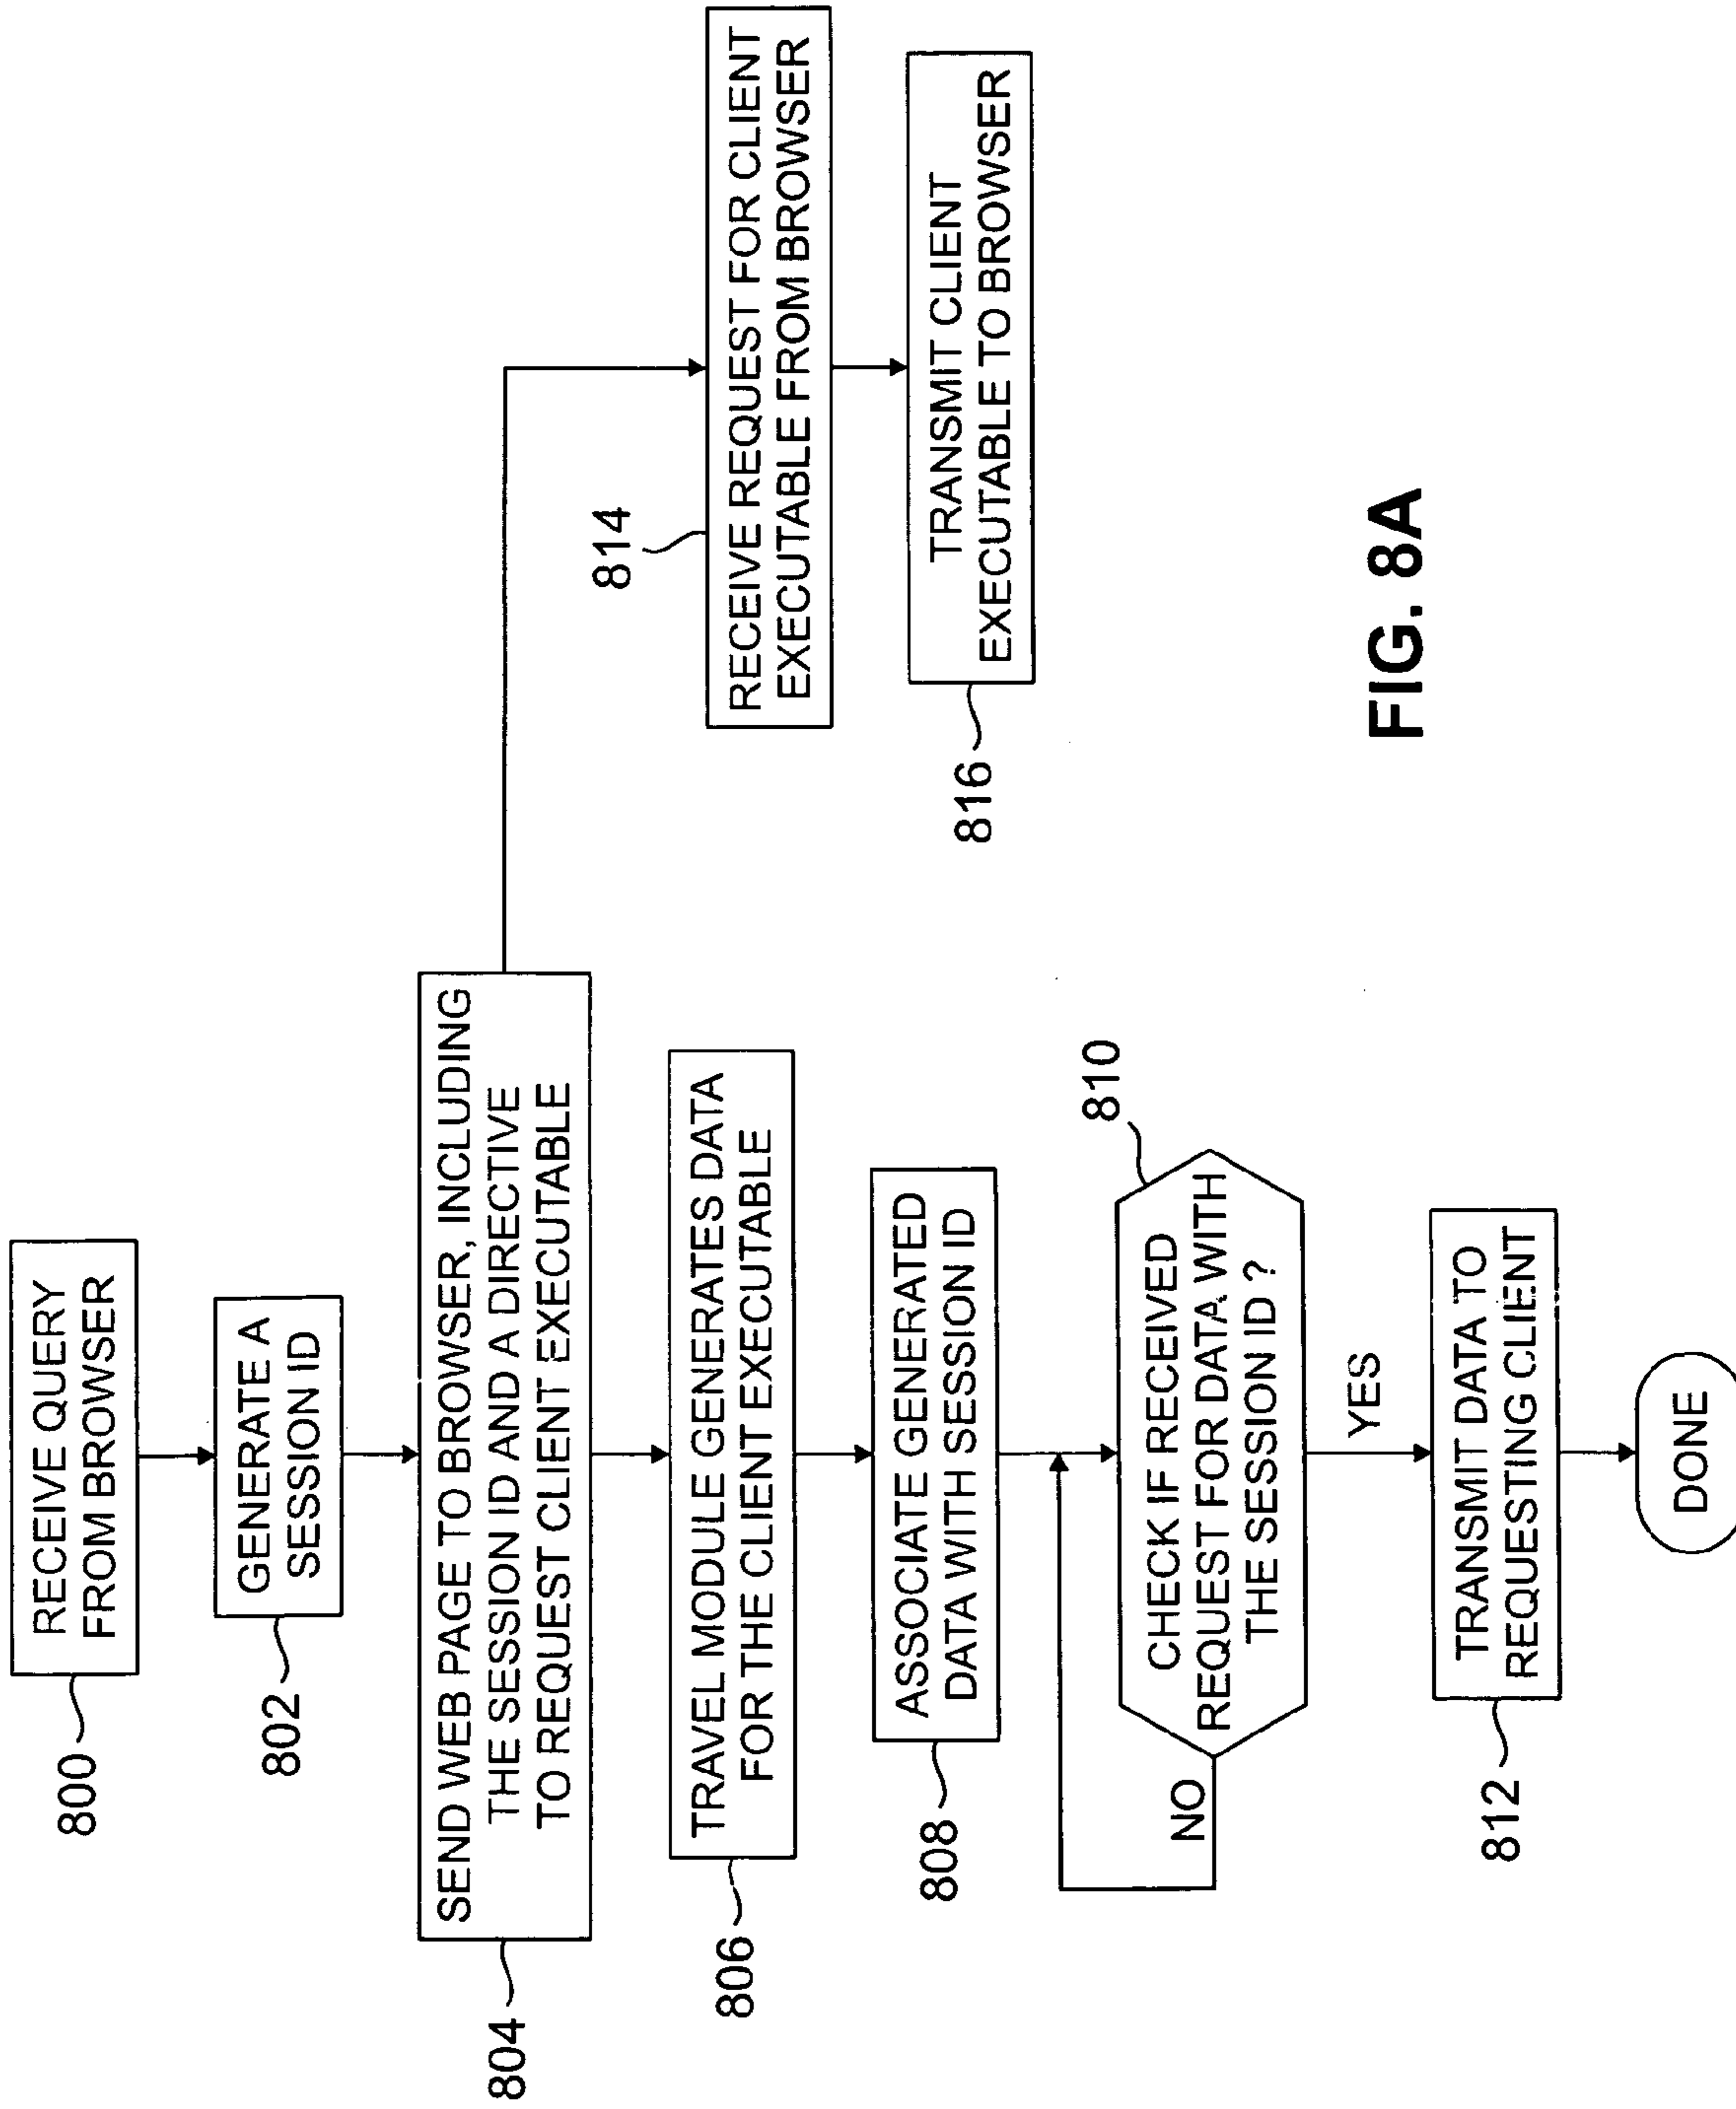 800
RECEIVE QUERY
FROM BROWSER
802
GENERATE A
SESSION ID
804
SEND WEB PAGE TO BROWSER, INCLUDING
THE SESSION ID AND A DIRECTIVE
TO REQUEST CLIENT EXECUTABLE
806
TRAVEL MODULE GENERATES DATA
FOR THE CLIENT EXECUTABLE
808
ASSOCIATE GENERATED
DATA WITH SESSION ID
810
CHECK IF RECEIVED
REQUEST FOR DATA WITH
THE SESSION ID ?
NO
YES
812
TRANSMIT DATA TO
REQUESTING CLIENT
DONE
814
RECEIVE REQUEST FOR CLIENT
EXECUTABLE FROM BROWSER
816
TRANSMIT CLIENT
EXECUTABLE TO BROWSER
FIG. 8A